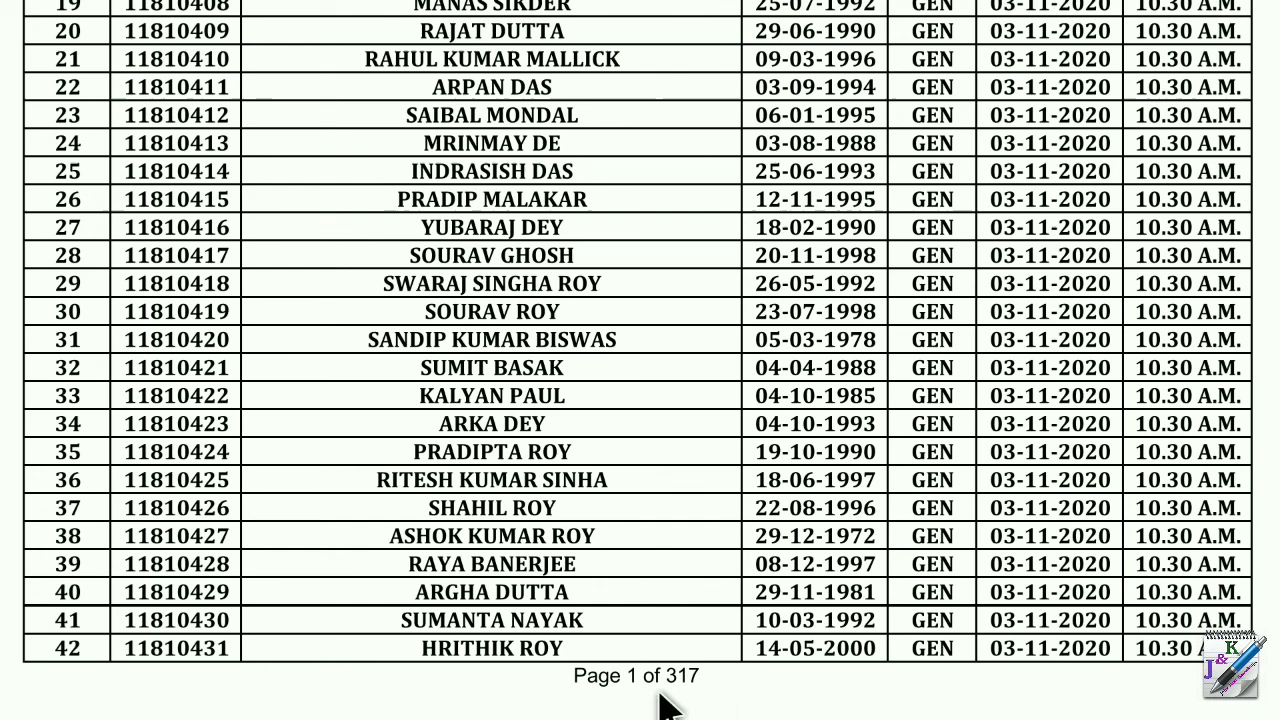 19 11810408 MANAS SIKDER 25-07-1992 GEN 03-11-2020 10.30 A.M.
20 11810409 RAJAT DUTTA 29-06-1990 GEN 03-11-2020 10.30 A.M.
21 11810410 RAHUL KUMAR MALLICK 09-03-1996 GEN 03-11-2020 10.30 A.M.
22 11810411 ARPAN DAS 03-09-1994 GEN 03-11-2020 10.30 A.M.
23 11810412 SAIBAL MONDAL 06-01-1995 GEN 03-11-2020 10.30 A.M.
24 11810413 MRINMAY DE 03-08-1988 GEN 03-11-2020 10.30 A.M.
25 11810414 INDRASISH DAS 25-06-1993 GEN 03-11-2020 10.30 A.M.
26 11810415 PRADIP MALAKAR 12-11-1995 GEN 03-11-2020 10.30 A.M.
27 11810416 YUBARAJ DEY 18-02-1990 GEN 03-11-2020 10.30 A.M.
28 11810417 SOURAV GHOSH 20-11-1998 GEN 03-11-2020 10.30 A.M.
29 11810418 SWARAJ SINGHA ROY 26-05-1992 GEN 03-11-2020 10.30 A.M.
30 11810419 SOURAV ROY 23-07-1998 GEN 03-11-2020 10.30 A.M.
31 11810420 SANDIP KUMAR BISWAS 05-03-1978 GEN 03-11-2020 10.30 A.M.
32 11810421 SUMIT BASAK 04-04-1988 GEN 03-11-2020 10.30 A.M.
33 11810422 KALYAN PAUL 04-10-1985 GEN 03-11-2020 10.30 A.M.
34 11810423 ARKA DEY 04-10-1993 GEN 03-11-2020 10.30 A.M.
35 11810424 PRADIPTA ROY 19-10-1990 GEN 03-11-2020 10.30 A.M.
36 11810425 RITESH KUMAR SINHA 18-06-1997 GEN 03-11-2020 10.30 A.M.
37 11810426 SHAHIL ROY 22-08-1996 GEN 03-11-2020 10.30 A.M.
38 11810427 ASHOK KUMAR ROY 29-12-1972 GEN 03-11-2020 10.30 A.M.
39 11810428 RAYA BANERJEE 08-12-1997 GEN 03-11-2020 10.30 A.M.
40 11810429 ARGHA DUTTA 29-11-1981 GEN 03-11-2020 10.30 A.M.
41 11810430 SUMANTA NAYAK 10-03-1992 GEN 03-11-2020 10.30 A.M.
42 11810431 HRITHIK ROY 14-05-2000 GEN 03-11-2020 10.30
Page 1 of 317
J & K